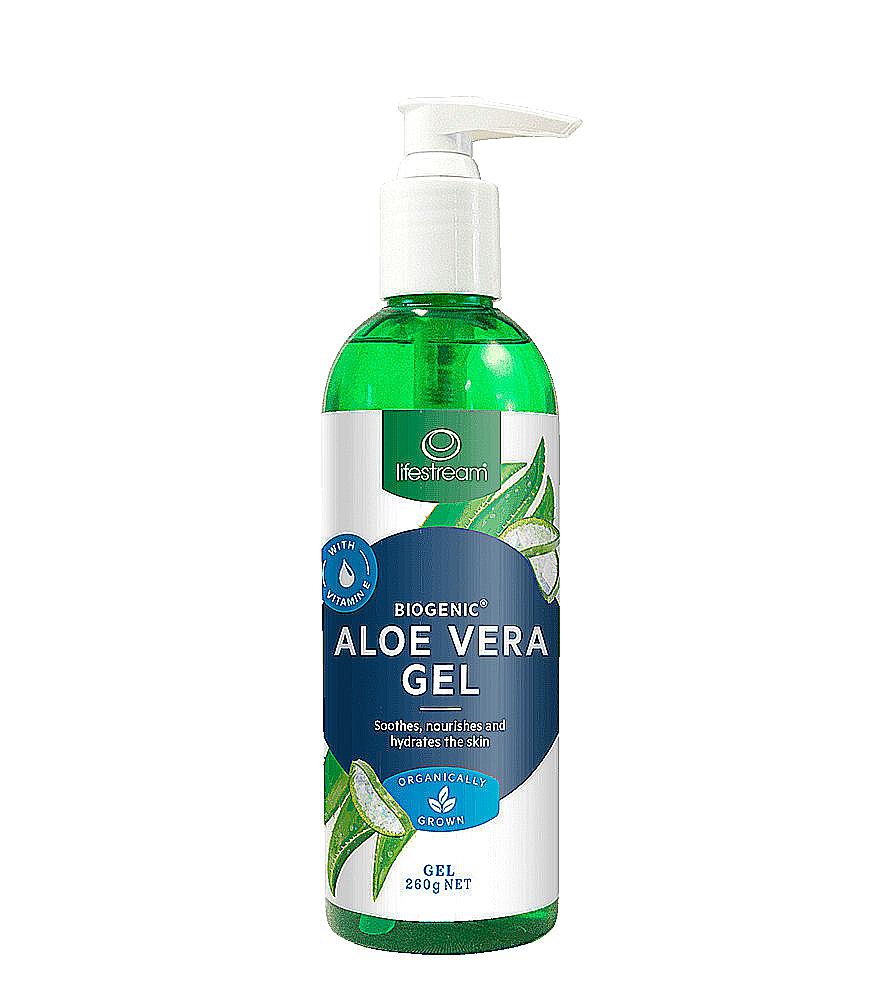 lifestream®
WITH
VITAMIN E
BIOGENIC®
ALOE VERA
GEL
Soothes, nourishes and
hydrates the skin
ORGANICALLY
GROWN
GEL
260g NET